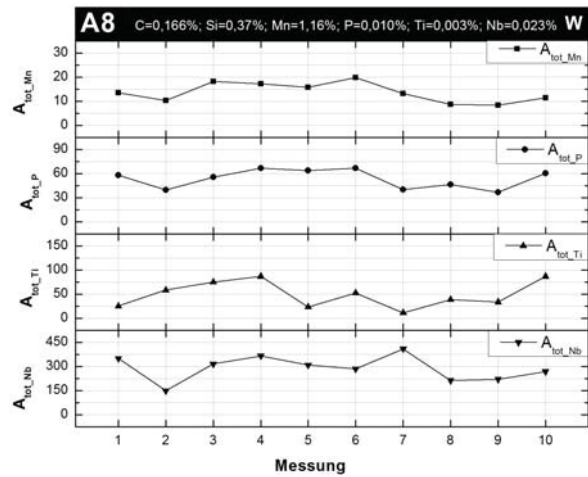 A8 C=0,166%; Si=0,37%; Mn=1,16%; P=0,010%; Ti=0,003%; Nb=0,023% W
A_tot_Mn
30
20
10
0
A_tot_Mn
A_tot_P
90
60
30
0
A_tot_P
A_tot_Ti
150
100
50
0
A_tot_Ti
A_tot_Nb
450
300
150
0
A_tot_Nb
1 2 3 4 5 6 7 8 9 10
Messung